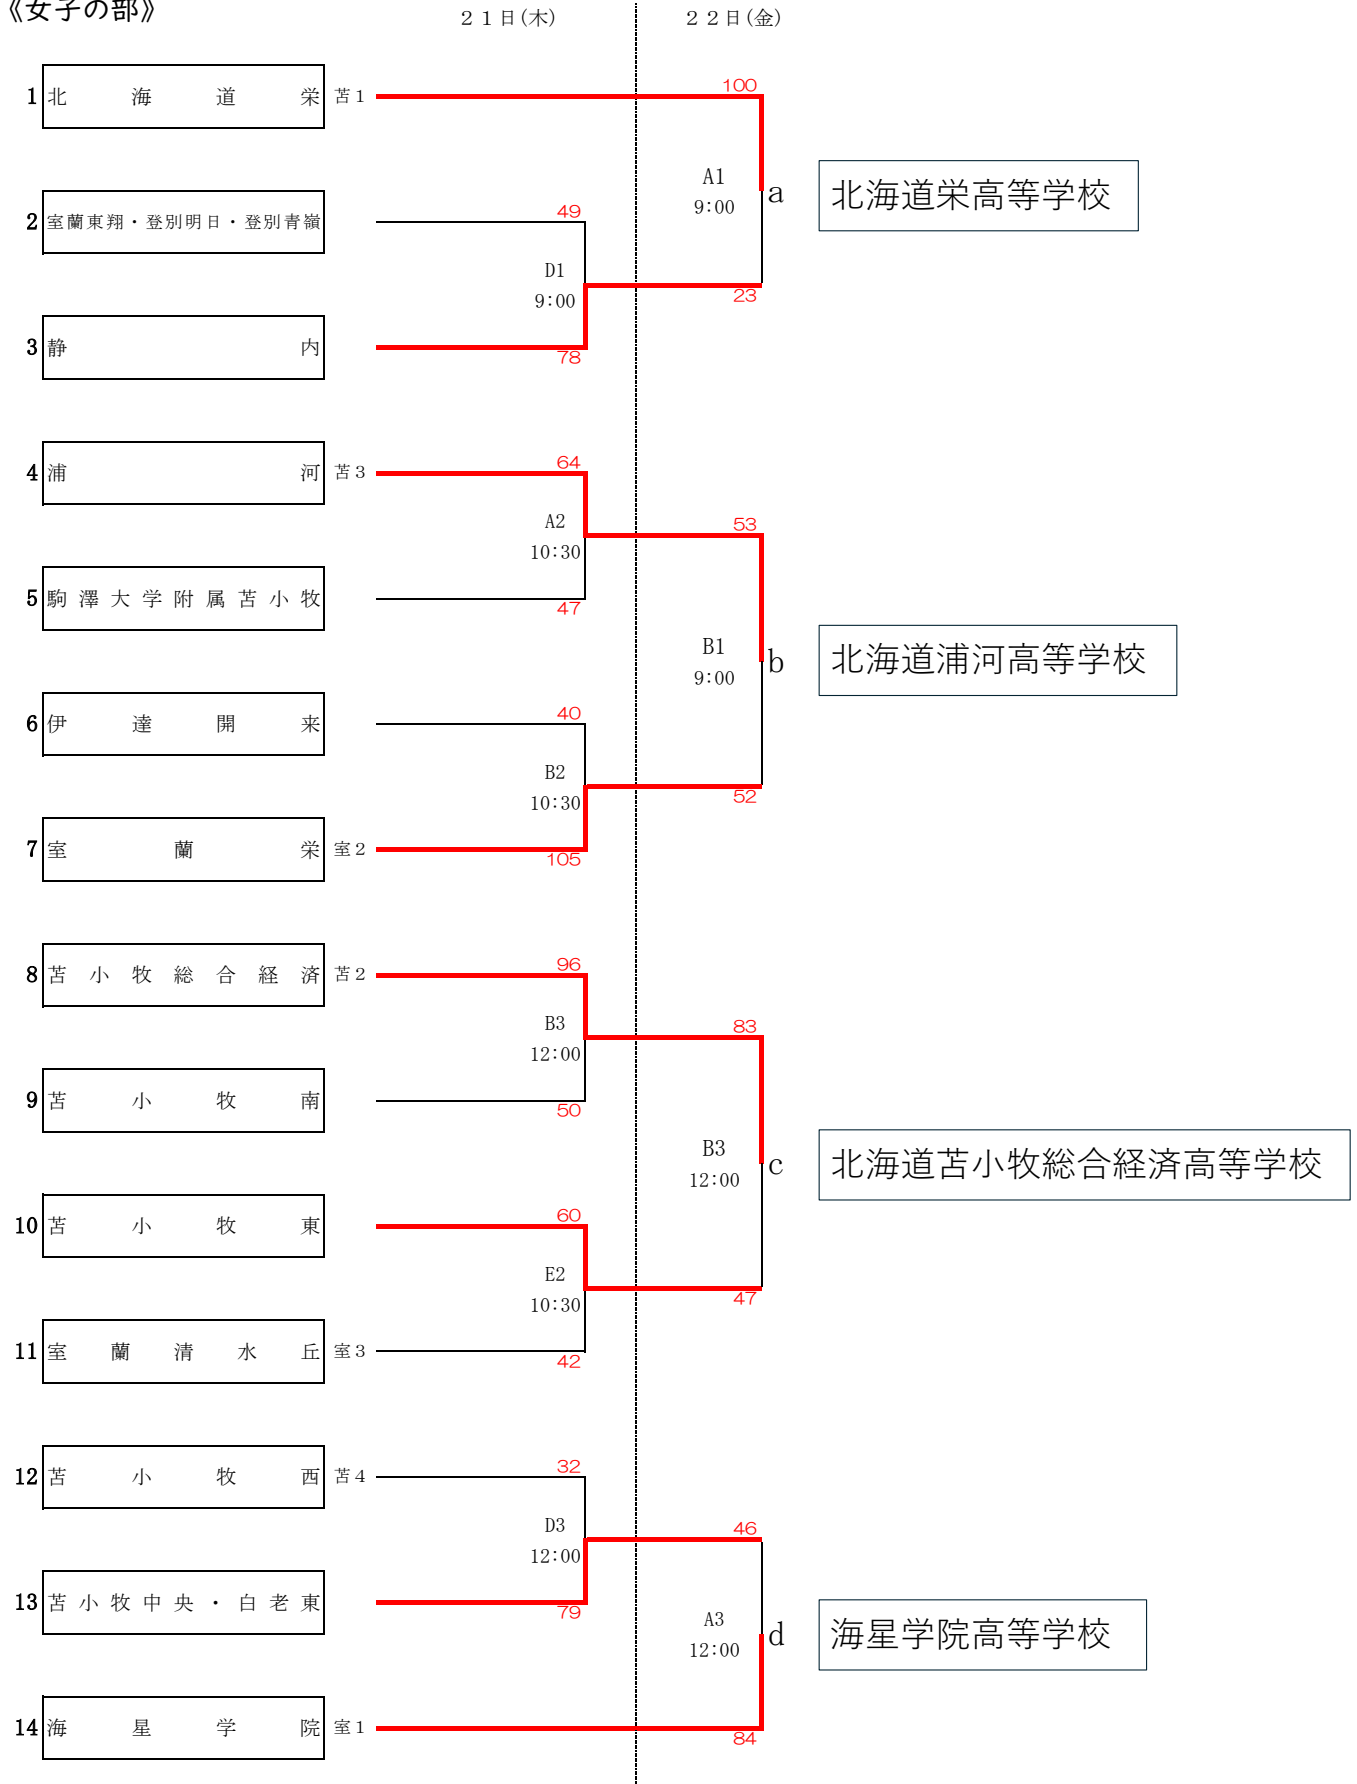 《女子の部》
２１日(木)
２２日(金)
1 北海道栄 苫1
100
A1
9:00
a 北海道栄高等学校
2 室蘭東翔・登別明日・登別青嶺
49
D1
9:00
23
3 静内
78
4 浦河 苫3
64
A2
10:30
53
5 駒澤大学附属苫小牧
47
B1
9:00
b 北海道浦河高等学校
6 伊達開来
40
B2
10:30
52
7 室蘭栄 室2
105
8 苫小牧総合経済 苫2
96
B3
12:00
83
9 苫小牧南
50
B3
12:00
c 北海道苫小牧総合経済高等学校
10 苫小牧東
60
E2
10:30
47
11 室蘭清水丘 室3
42
12 苫小牧西 苫4
32
D3
12:00
46
13 苫小牧中央・白老東
79
A3
12:00
d 海星学院高等学校
14 海星学院 室1
84